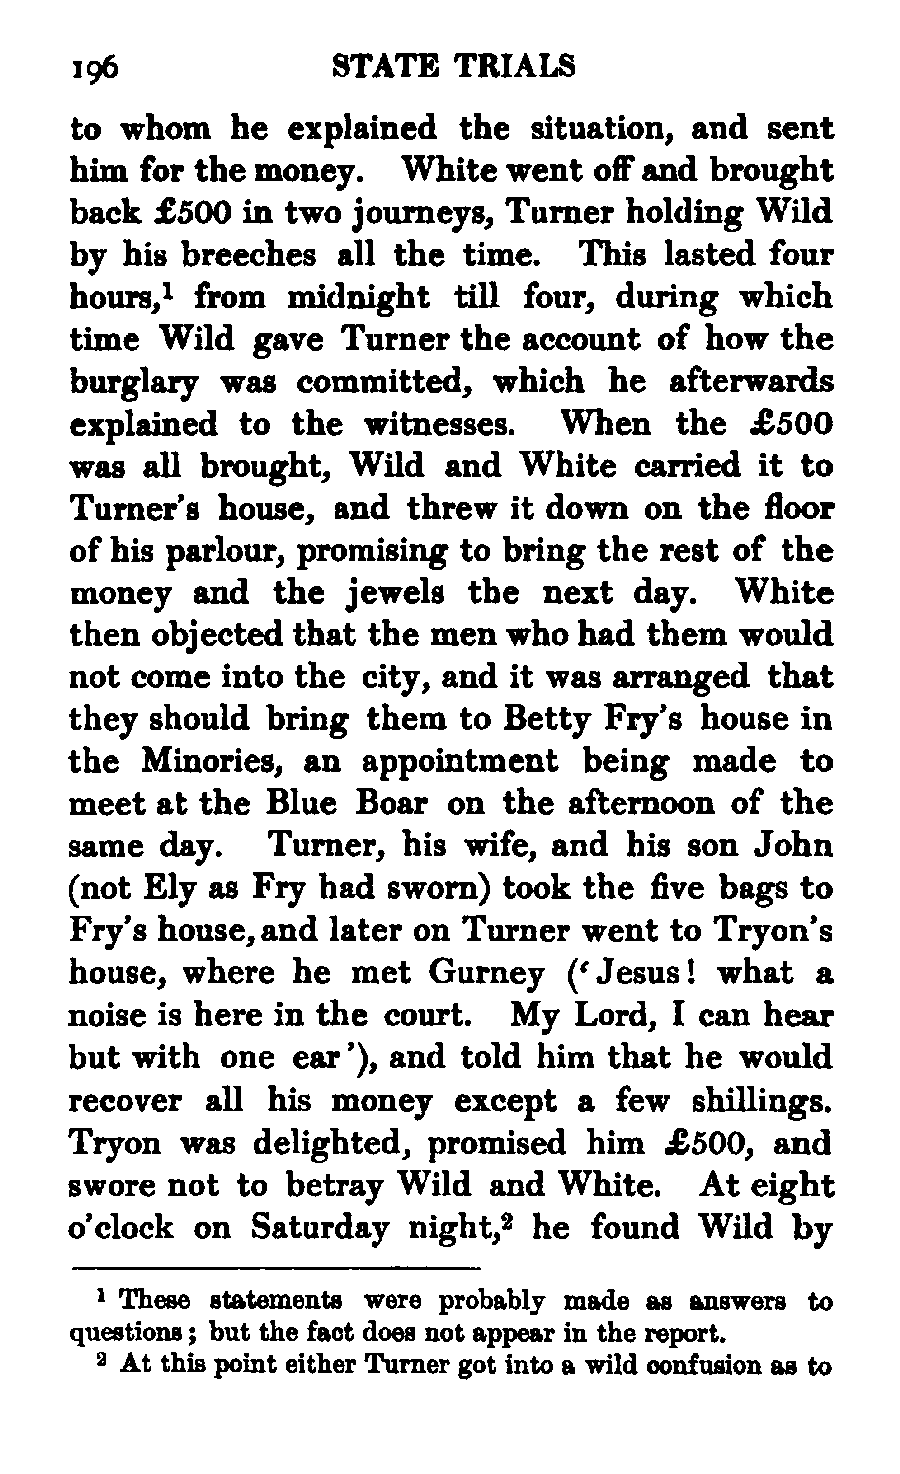 196 STATE TRIALS
to whom he explained the situation, and sent
him for the money. White went off and brought
back £500 in two journeys, Turner holding Wild
by his breeches all the time. This lasted four
hours,¹ from midnight till four, during which
time Wild gave Turner the account of how the
burglary was committed, which he afterwards
explained to the witnesses. When the £500
was all brought, Wild and White carried it to
Turner's house, and threw it down on the floor
of his parlour, promising to bring the rest of the
money and the jewels the next day. White
then objected that the men who had them would
not come into the city, and it was arranged that
they should bring them to Betty Fry's house in
the Minories, an appointment being made to
meet at the Blue Boar on the afternoon of the
same day. Turner, his wife, and his son John
(not Ely as Fry had sworn) took the five bags to
Fry's house, and later on Turner went to Tryon's
house, where he met Gurney (‘Jesus! what a
noise is here in the court. My Lord, I can hear
but with one ear’), and told him that he would
recover all his money except a few shillings.
Tryon was delighted, promised him £500, and
swore not to betray Wild and White. At eight
o'clock on Saturday night,² he found Wild by
¹ These statements were probably made as answers to
questions; but the fact does not appear in the report.
² At this point either Turner got into a wild confusion as to